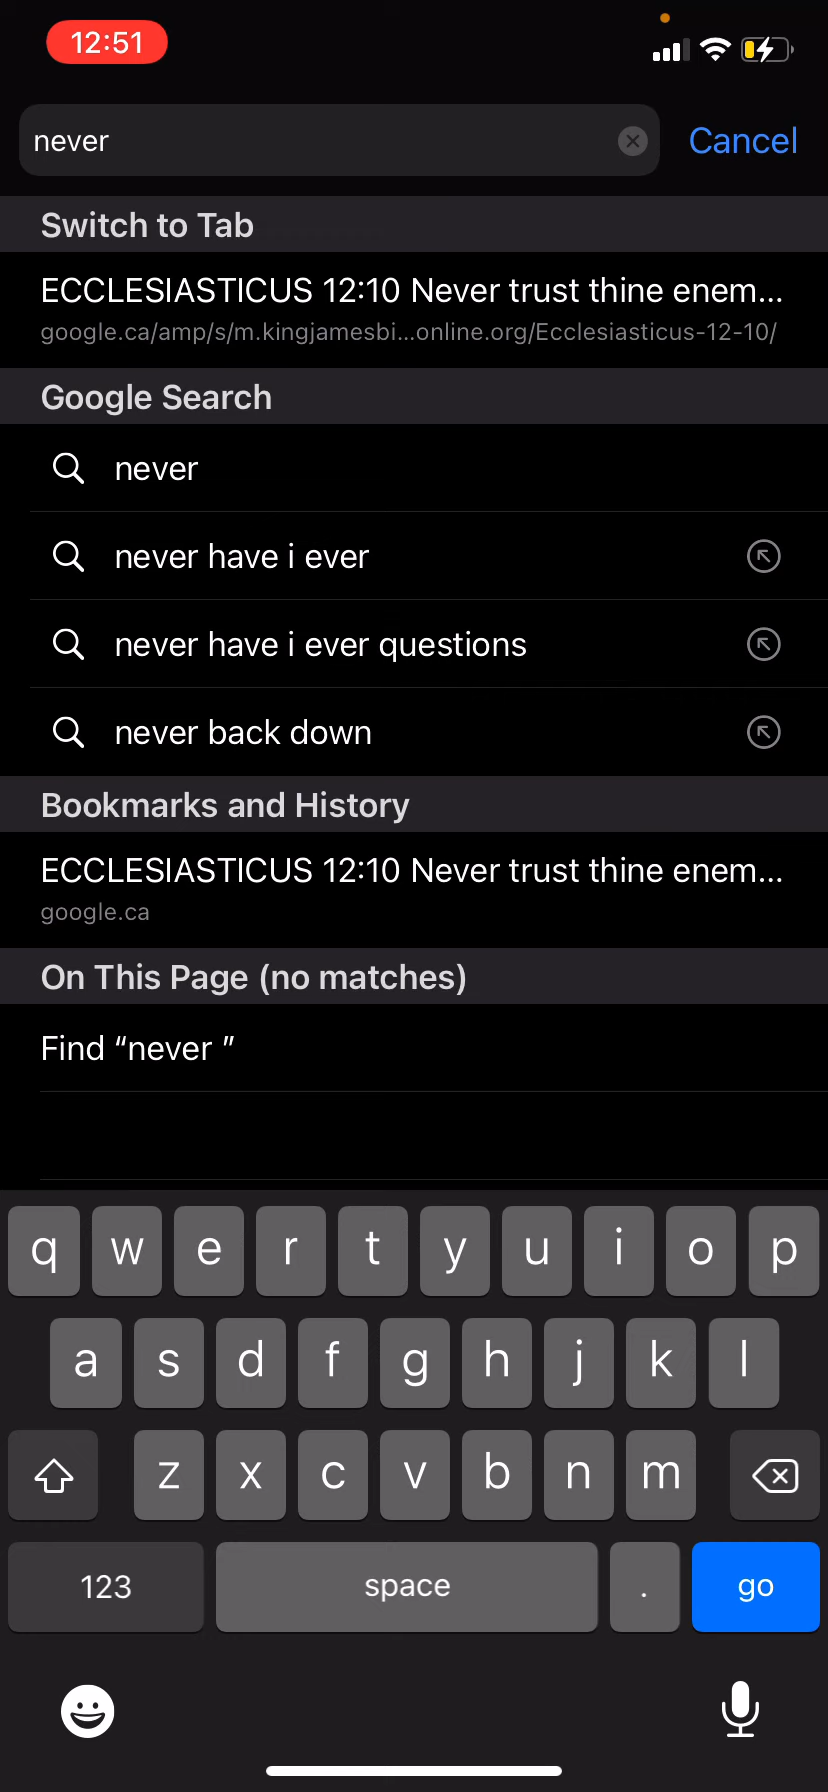 12:51
never
Cancel
Switch to Tab
ECCLESIASTICUS 12:10 Never trust thine enem...
google.ca/amp/s/m.kingjamesbi...online.org/Ecclesiasticus-12-10/
Google Search
never
never have i ever
never have i ever questions
never back down
Bookmarks and History
ECCLESIASTICUS 12:10 Never trust thine enem...
google.ca
On This Page (no matches)
Find “never ”
q w e r t y u i o p
a s d f g h j k l
z x c v b n m
123 space . go